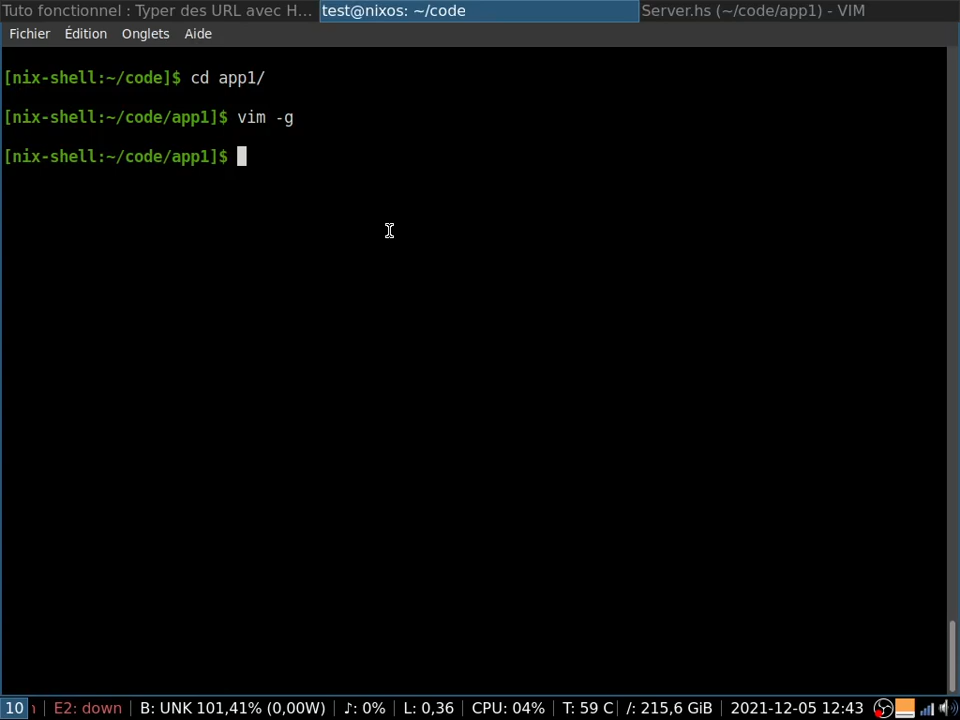 Tuto fonctionnel : Typer des URL avec H... test@nixos: ~/code Server.hs (~/code/app1) - VIM
Fichier Édition Onglets Aide
[nix-shell:~/code]$ cd app1/
[nix-shell:~/code/app1]$ vim -g
[nix-shell:~/code/app1]$
10 | E2: down | B: UNK 101,41% (0,00W) | ♪: 0% | L: 0,36 | CPU: 04% | T: 59 C | /: 215,6 GiB | 2021-12-05 12:43